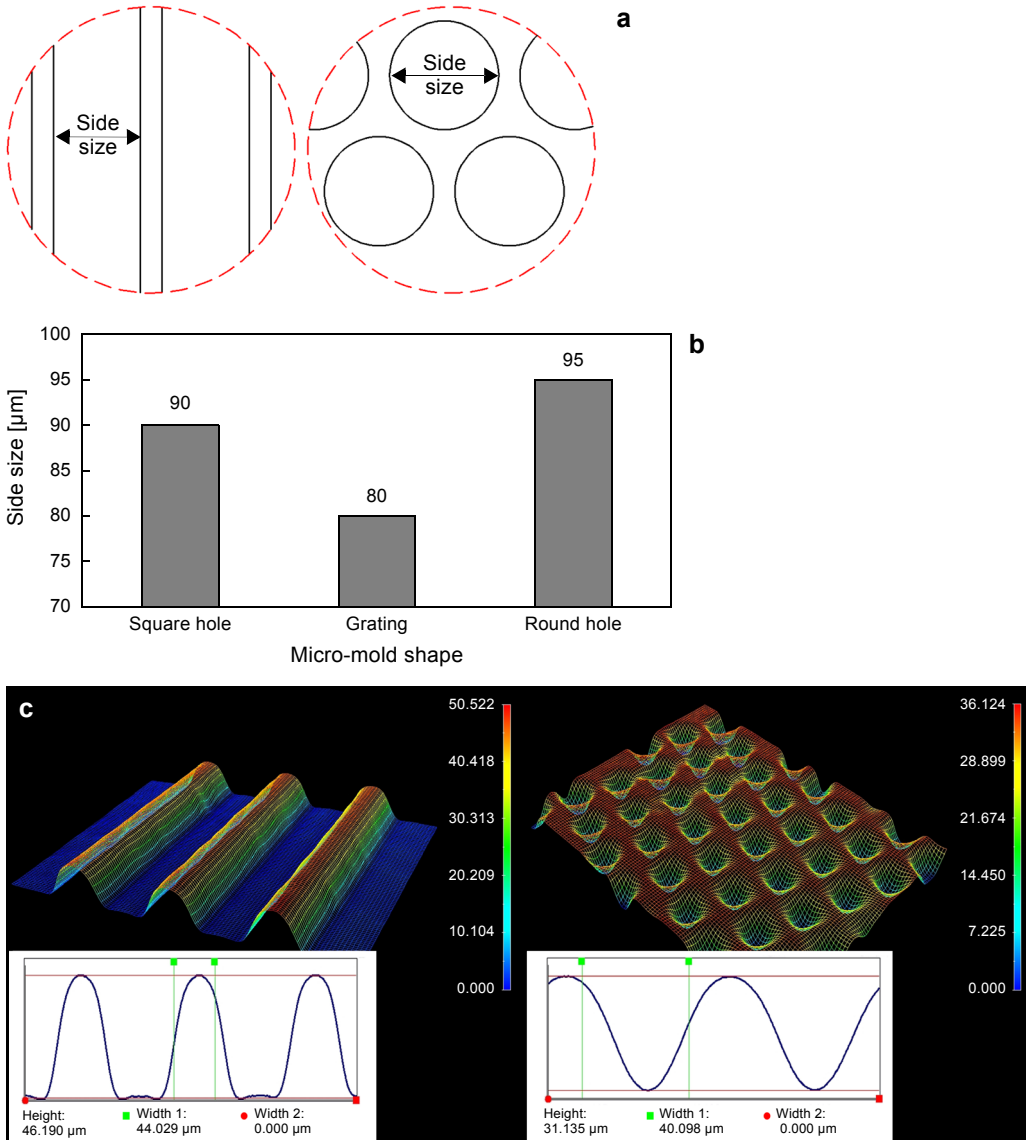 a
Side
size
Side
size
b
100
95
90
85
80
75
70
Side size [µm]
90
80
95
Square hole
Grating
Round hole
Micro-mold shape
c
50.522
40.418
30.313
20.209
10.104
0.000
36.124
28.899
21.674
14.450
7.225
0.000
Height:
46.190 µm
Width 1:
44.029 µm
Width 2:
0.000 µm
Height:
31.135 µm
Width 1:
40.098 µm
Width 2:
0.000 µm